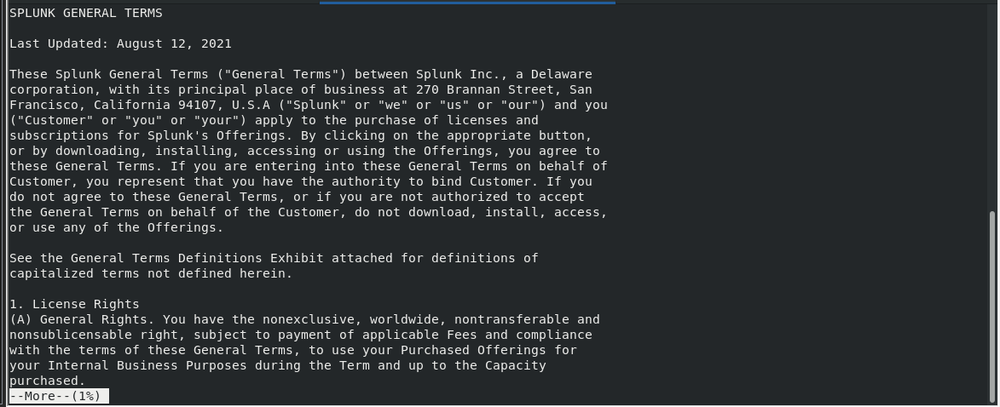 SPLUNK GENERAL TERMS
Last Updated: August 12, 2021
These Splunk General Terms ("General Terms") between Splunk Inc., a Delaware
corporation, with its principal place of business at 270 Brannan Street, San
Francisco, California 94107, U.S.A ("Splunk" or "we" or "us" or "our") and you
("Customer" or "you" or "your") apply to the purchase of licenses and
subscriptions for Splunk's Offerings. By clicking on the appropriate button,
or by downloading, installing, accessing or using the Offerings, you agree to
these General Terms. If you are entering into these General Terms on behalf of
Customer, you represent that you have the authority to bind Customer. If you
do not agree to these General Terms, or if you are not authorized to accept
the General Terms on behalf of the Customer, do not download, install, access,
or use any of the Offerings.
See the General Terms Definitions Exhibit attached for definitions of
capitalized terms not defined herein.
1. License Rights
(A) General Rights. You have the nonexclusive, worldwide, nontransferable and
nonsublicensable right, subject to payment of applicable Fees and compliance
with the terms of these General Terms, to use your Purchased Offerings for
your Internal Business Purposes during the Term and up to the Capacity
purchased.
--More--(1%)